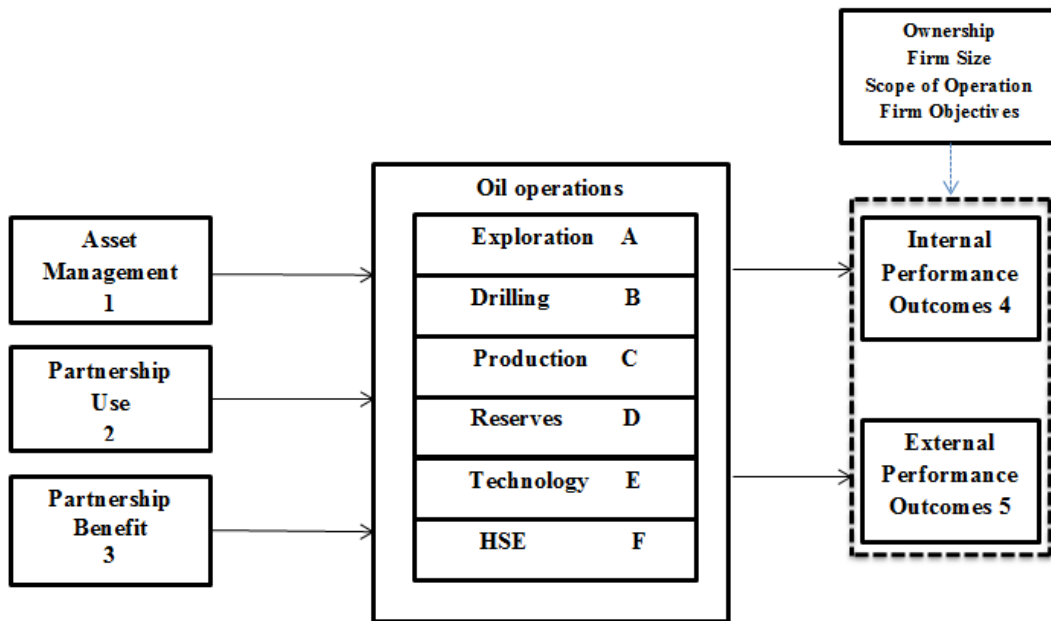 Ownership
Firm Size
Scope of Operation
Firm Objectives
Oil operations
Asset
Management
1
Partnership
Use
2
Partnership
Benefit
3
Exploration A
Drilling B
Production C
Reserves D
Technology E
HSE F
Internal
Performance
Outcomes 4
External
Performance
Outcomes 5